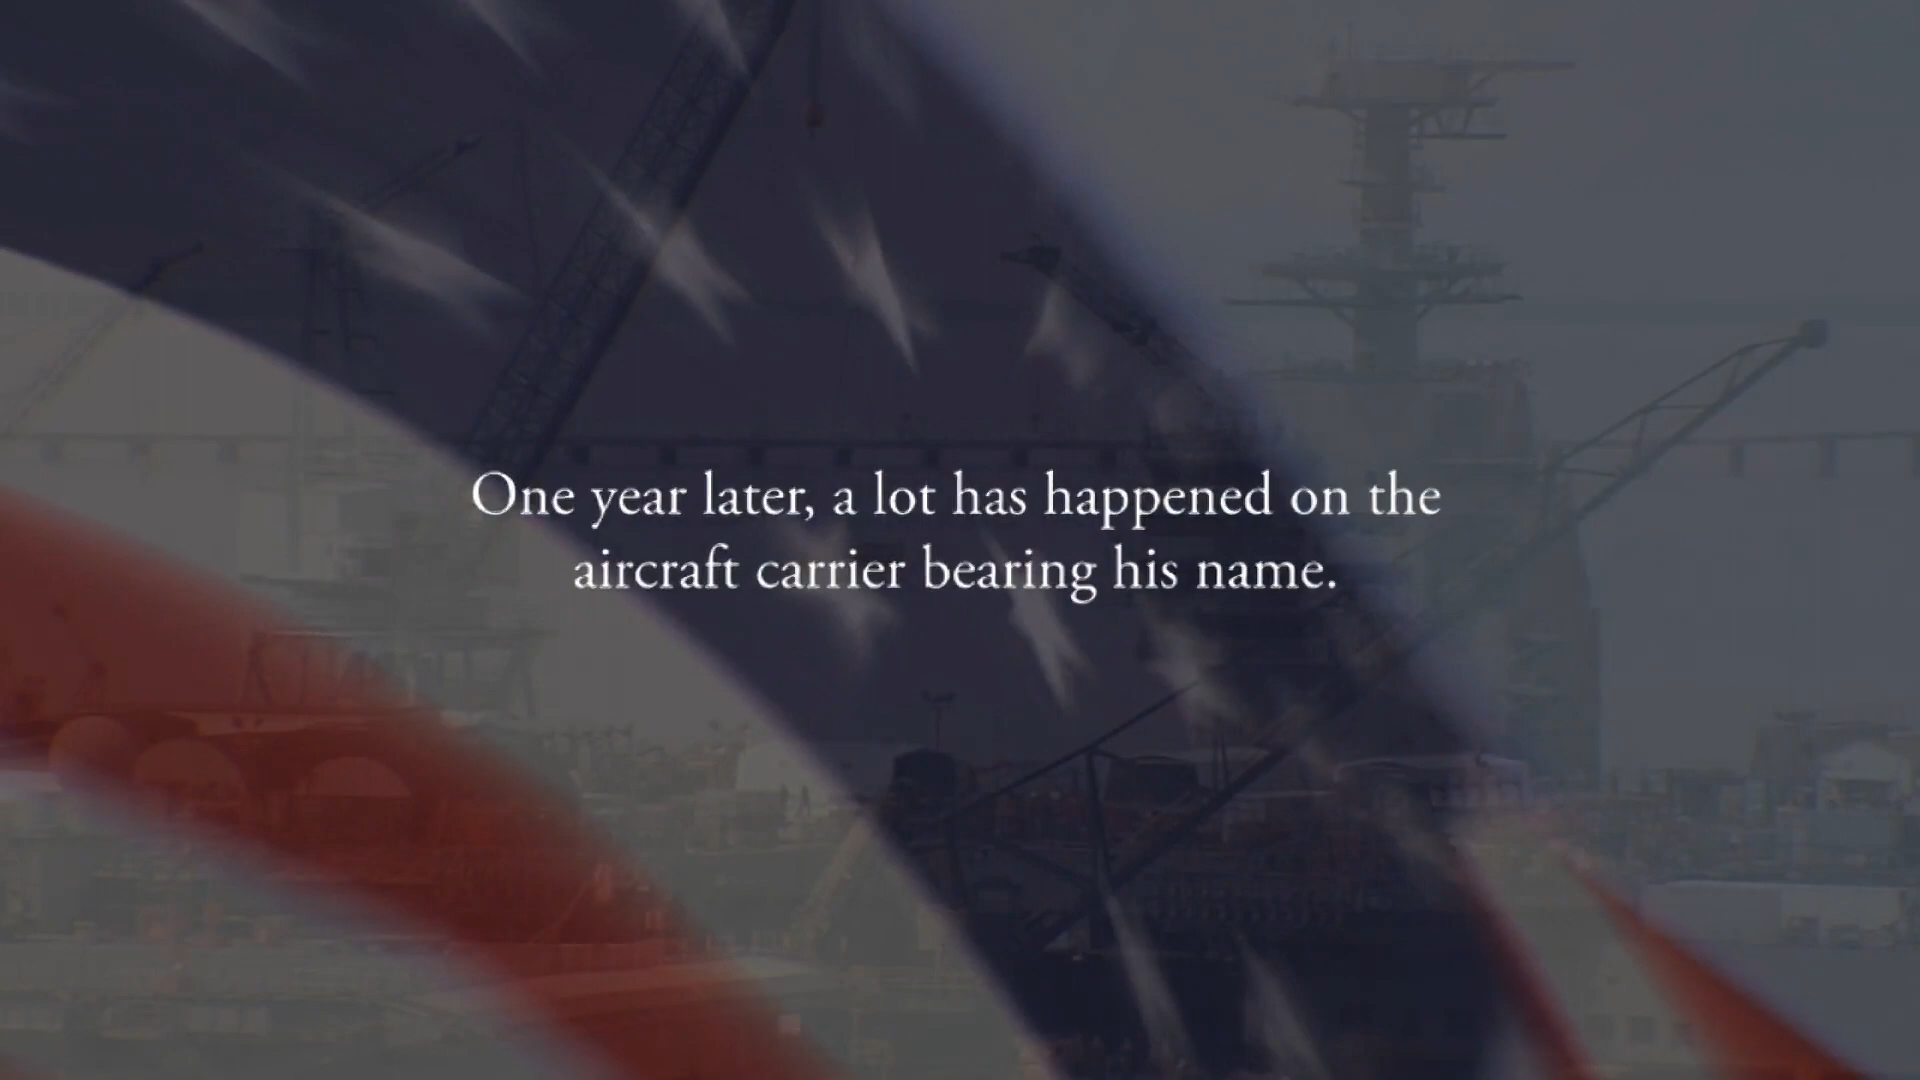 One year later, a lot has happened on the
aircraft carrier bearing his name.